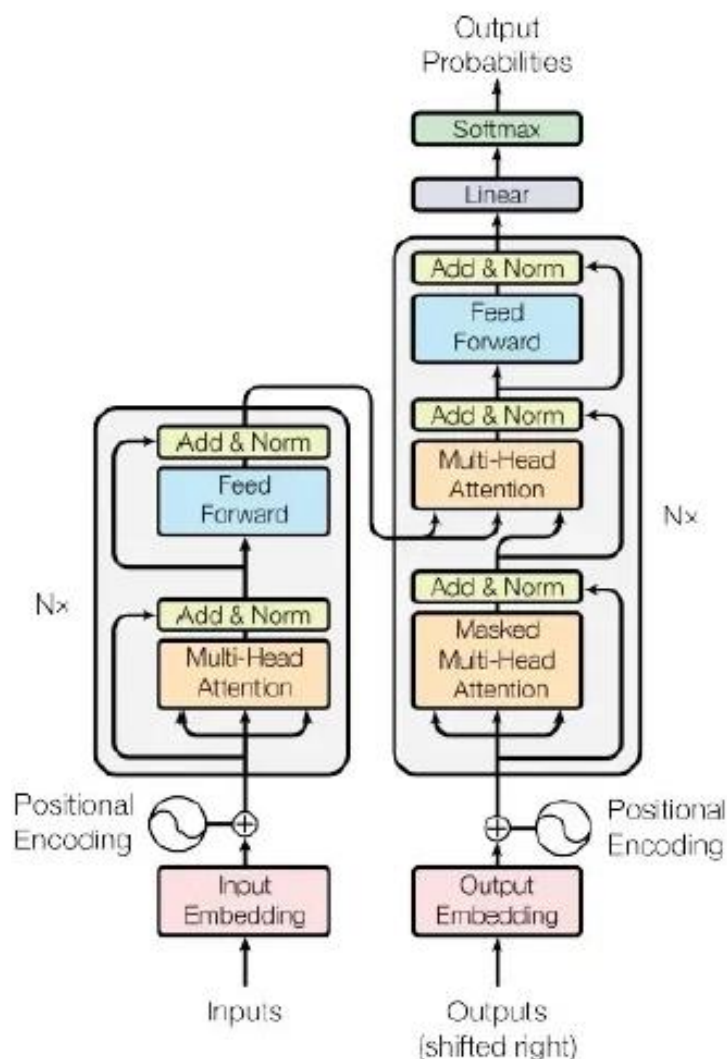 Output
Probabilities
Softmax
Linear
Add & Norm
Feed
Forward
Add & Norm
Multi-Head
Attention
Add & Norm
Masked
Multi-Head
Attention
Nx
Add & Norm
Feed
Forward
Add & Norm
Multi-Head
Attention
Nx
Positional
Encoding
Positional
Encoding
Input
Embedding
Output
Embedding
Inputs
Outputs
(shifted right)